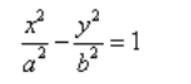 x²/a² − y²/b² = 1